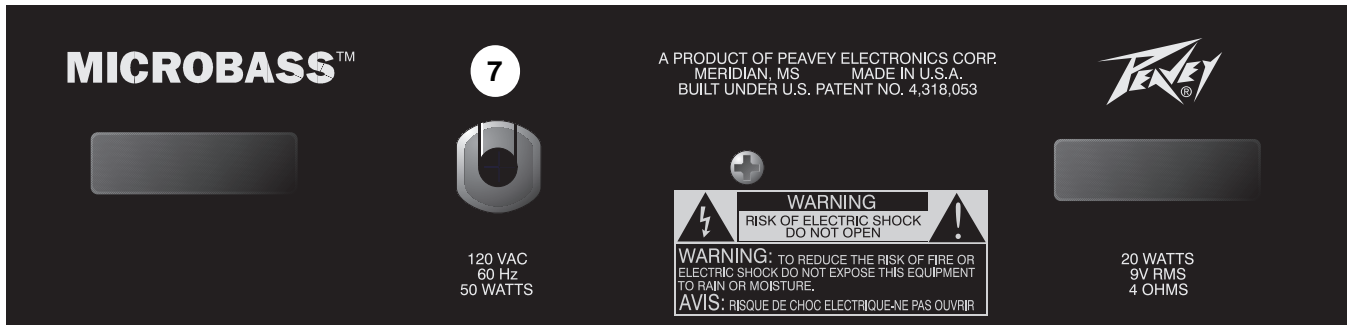 MICROBASS™
7
A PRODUCT OF PEAVEY ELECTRONICS CORP.
MERIDIAN, MS MADE IN U.S.A.
BUILT UNDER U.S. PATENT NO. 4,318,053
PEAVEY®
120 VAC
60 Hz
50 WATTS
WARNING
RISK OF ELECTRIC SHOCK
DO NOT OPEN
WARNING: TO REDUCE THE RISK OF FIRE OR
ELECTRIC SHOCK DO NOT EXPOSE THIS EQUIPMENT
TO RAIN OR MOISTURE.
AVIS: RISQUE DE CHOC ELECTRIQUE-NE PAS OUVRIR
20 WATTS
9V RMS
4 OHMS